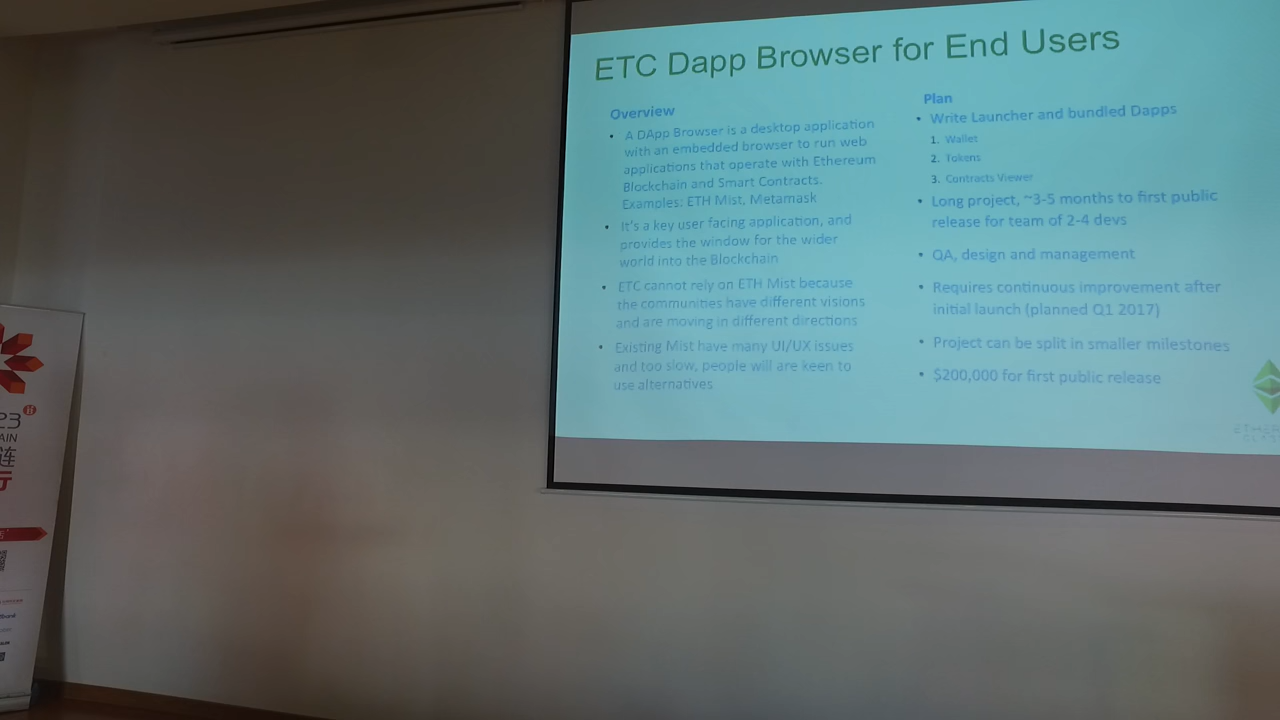 ETC Dapp Browser for End Users
Overview
• A DApp Browser is a desktop application
with an embedded browser to run web
applications that operate with Ethereum
Blockchain and Smart Contracts.
Examples: ETH Mist, Metamask
• It's a key user facing application, and
provides the window for the wider
world into the Blockchain
• ETC cannot rely on ETH Mist because
the communities have different visions
and are moving in different directions
• Existing Mist have many UI/UX issues
and too slow, people will are keen to
use alternatives
Plan
• Write Launcher and bundled Dapps
1. Wallet
2. Tokens
3. Contracts Viewer
• Long project, ~3-5 months to first public
release for team of 2-4 devs
• QA, design and management
• Requires continuous improvement after
initial launch (planned Q1 2017)
• Project can be split in smaller milestones
• $200,000 for first public release
23
AIN
连
行